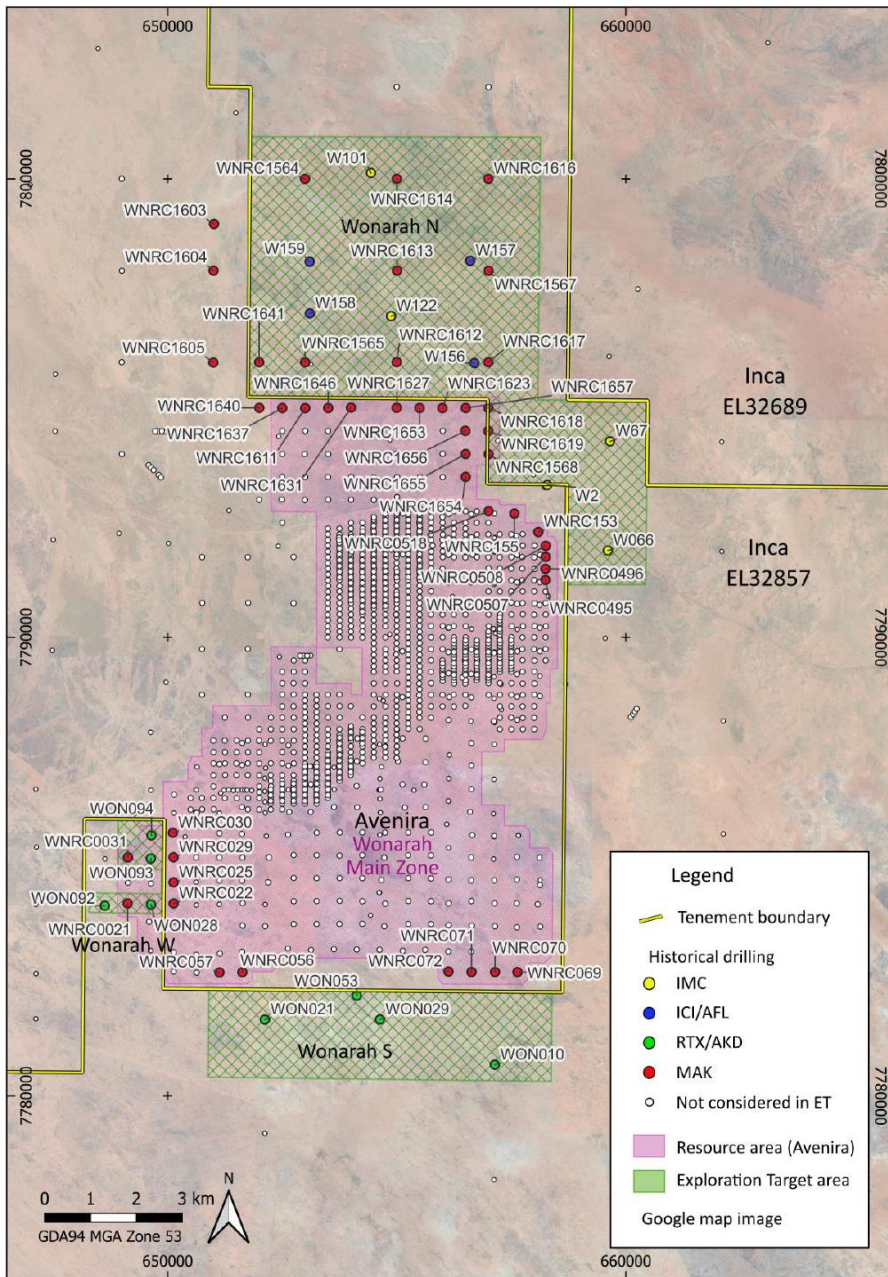 650000
660000
7800000
7800000
W101
WNRC1564
WNRC1616
WNRC1614
WNRC1603
Wonarah N
W159
WNRC1613
W157
WNRC1604
WNRC1567
WNRC1641
W158
W122
WNRC1612
WNRC1605
WNRC1565
W156
WNRC1617
WNRC1646
WNRC1627
WNRC1623
WNRC1657
Inca
EL32689
WNRC1640
WNRC1618
WNRC1637
WNRC1653
WNRC1619
W67
WNRC1611
WNRC1656
WNRC1568
WNRC1631
WNRC1655
W2
WNRC1654
WNRC153
WNRC0518
WNRC155
W066
Inca
EL32857
WNRC0508
WNRC0496
WNRC0507
WNRC0495
7790000
7790000
WON094
WNRC030
Avenira
Wonarah
Main Zone
WNRC0031
WNRC029
WON093
WNRC025
WON092
WNRC022
WNRC0021
WON028
Wonarah W
WNRC057
WNRC056
WNRC072
WNRC071
WNRC070
WNRC069
WON053
WON021
WON029
Wonarah S
WON010
7780000
7780000
Legend
Tenement boundary
Historical drilling
IMC
ICI/AFL
RTX/AKD
MAK
Not considered in ET
Resource area (Avenira)
Exploration Target area
Google map image
N
0 1 2 3 km
GDA94 MGA Zone 53
650000
660000